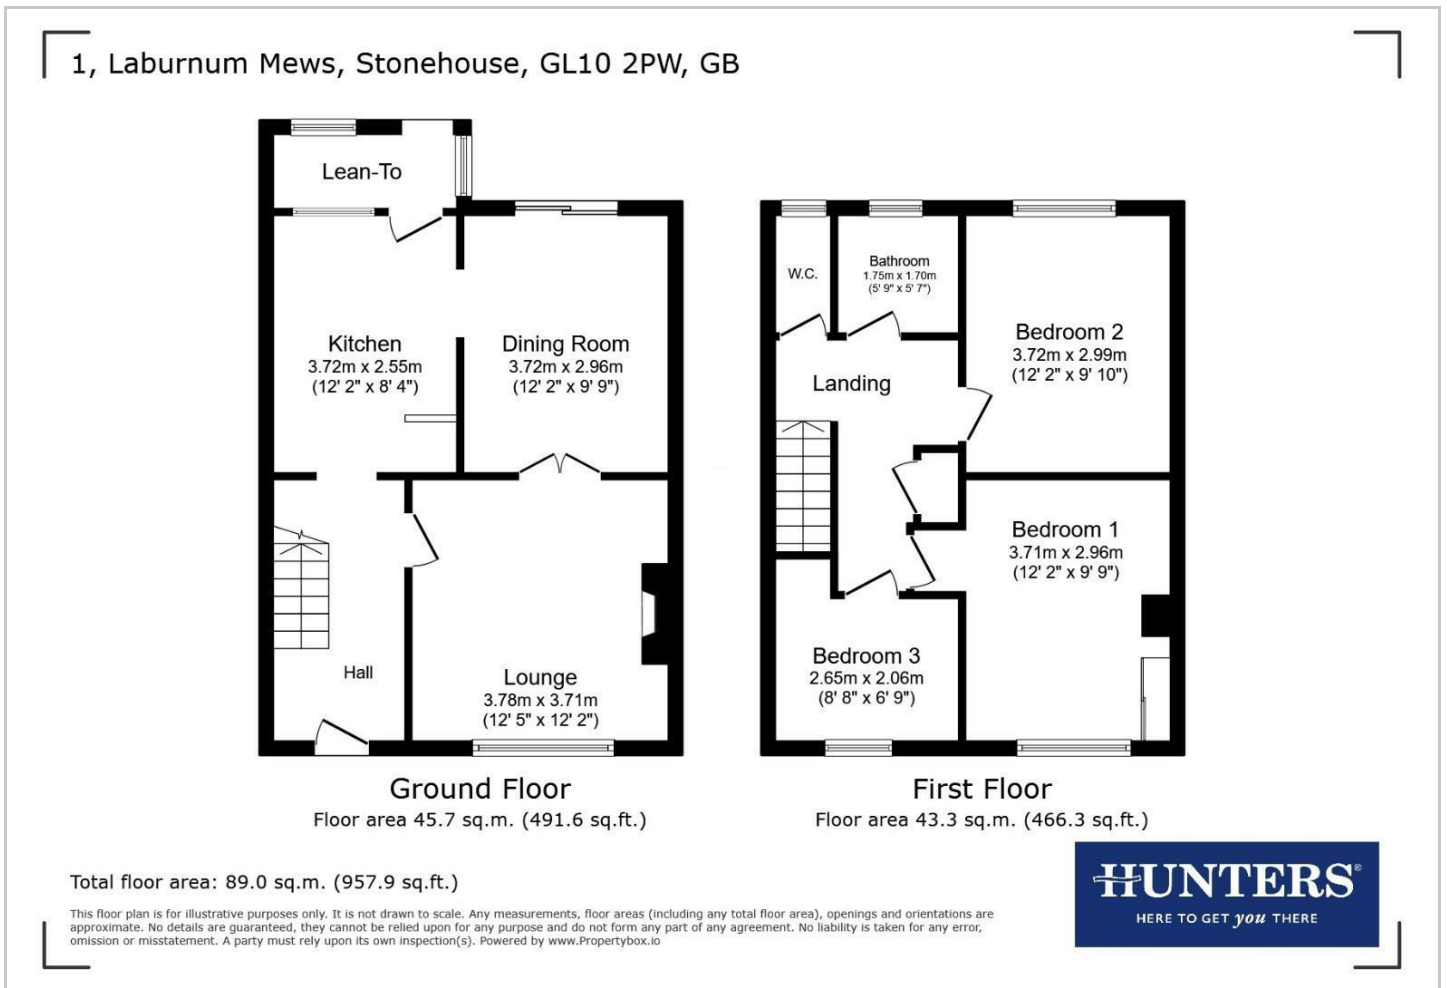 1, Laburnum Mews, Stonehouse, GL10 2PW, GB
Lean-To
Kitchen
3.72m x 2.55m
(12' 2" x 8' 4")
Dining Room
3.72m x 2.96m
(12' 2" x 9' 9")
Hall
Lounge
3.78m x 3.71m
(12' 5" x 12' 2")
Ground Floor
Floor area 45.7 sq.m. (491.6 sq.ft.)
W.C.
Bathroom
1.75m x 1.70m
(5' 9" x 5' 7")
Bedroom 2
3.72m x 2.99m
(12' 2" x 9' 10")
Landing
Bedroom 1
3.71m x 2.96m
(12' 2" x 9' 9")
Bedroom 3
2.65m x 2.06m
(8' 8" x 6' 9")
First Floor
Floor area 43.3 sq.m. (466.3 sq.ft.)
Total floor area: 89.0 sq.m. (957.9 sq.ft.)
This floor plan is for illustrative purposes only. It is not drawn to scale. Any measurements, floor areas (including any total floor area), openings and orientations are
approximate. No details are guaranteed, they cannot be relied upon for any purpose and do not form any part of any agreement. No liability is taken for any error,
omission or misstatement. A party must rely upon its own inspection(s). Powered by www.Propertybox.io
HUNTERS®
HERE TO GET you THERE